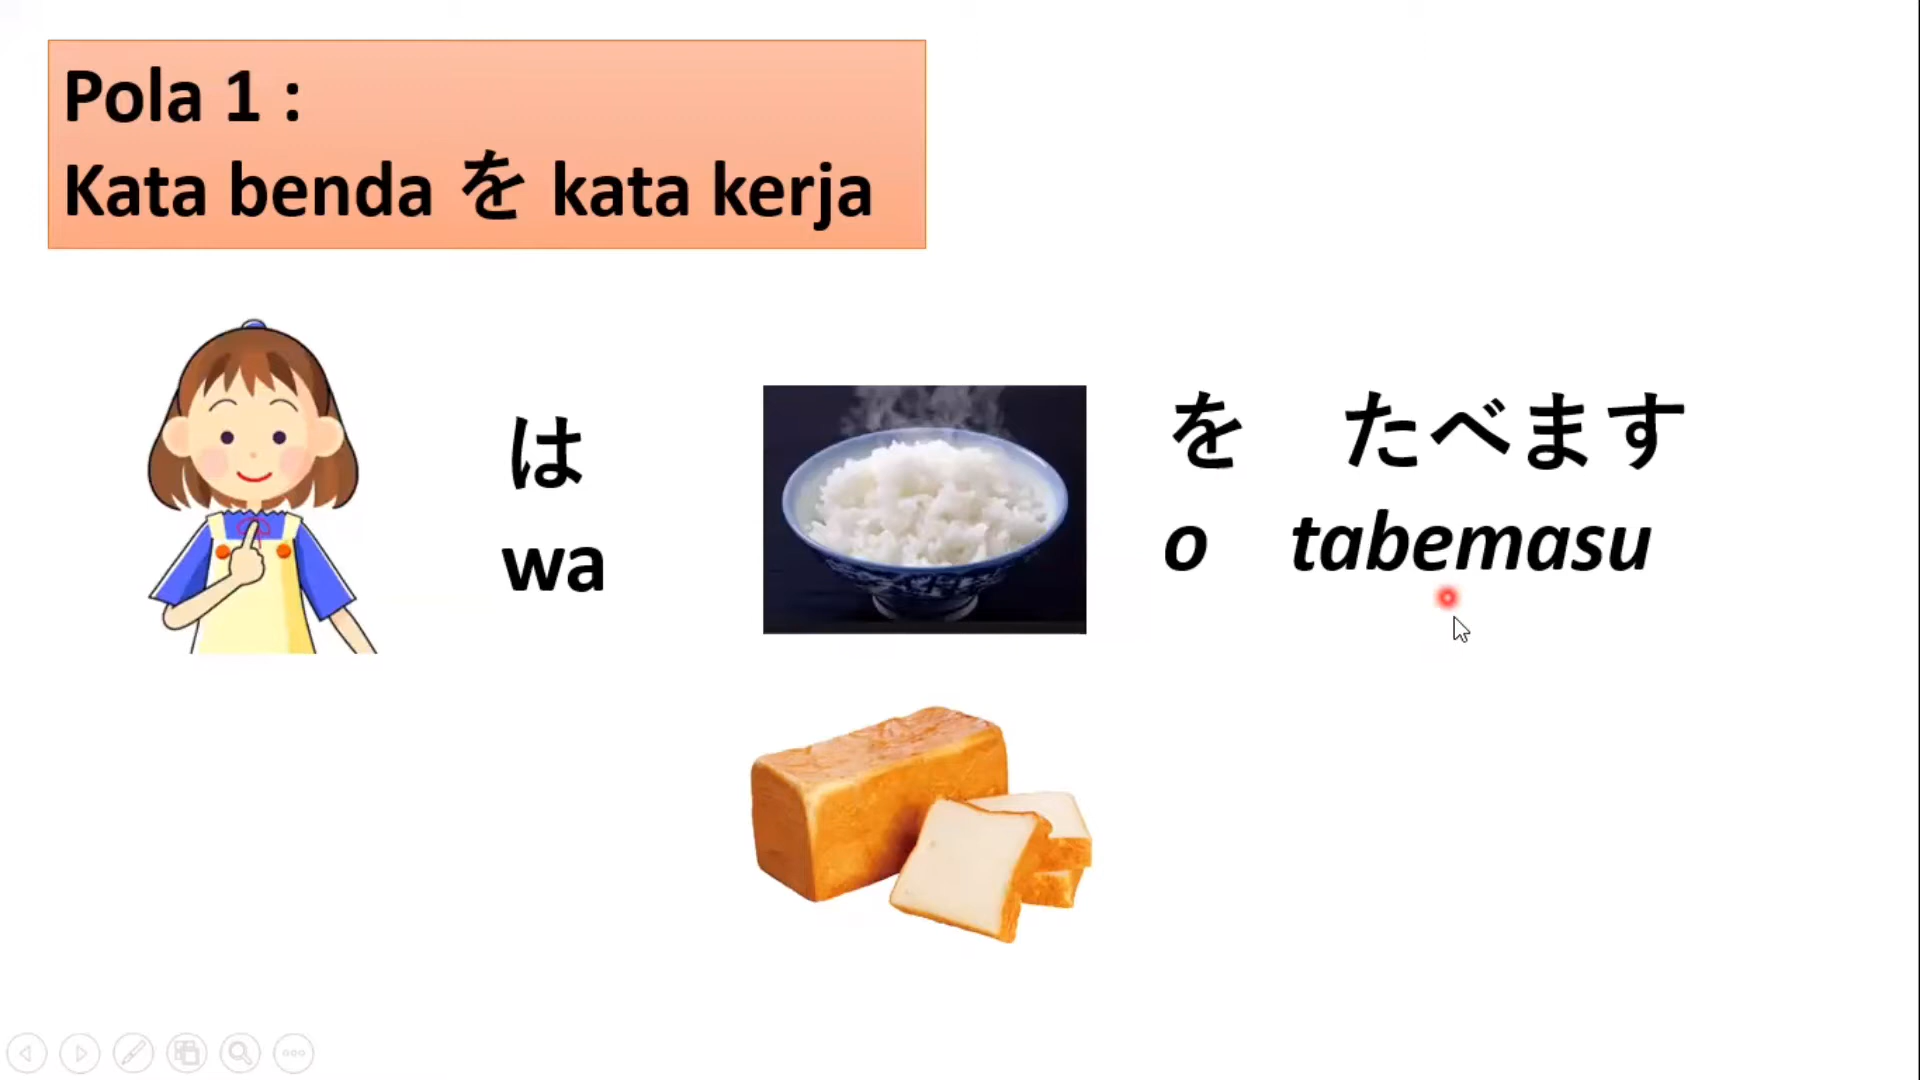 Pola 1 :
Kata benda を kata kerja
は
wa
を たべます
o tabemasu